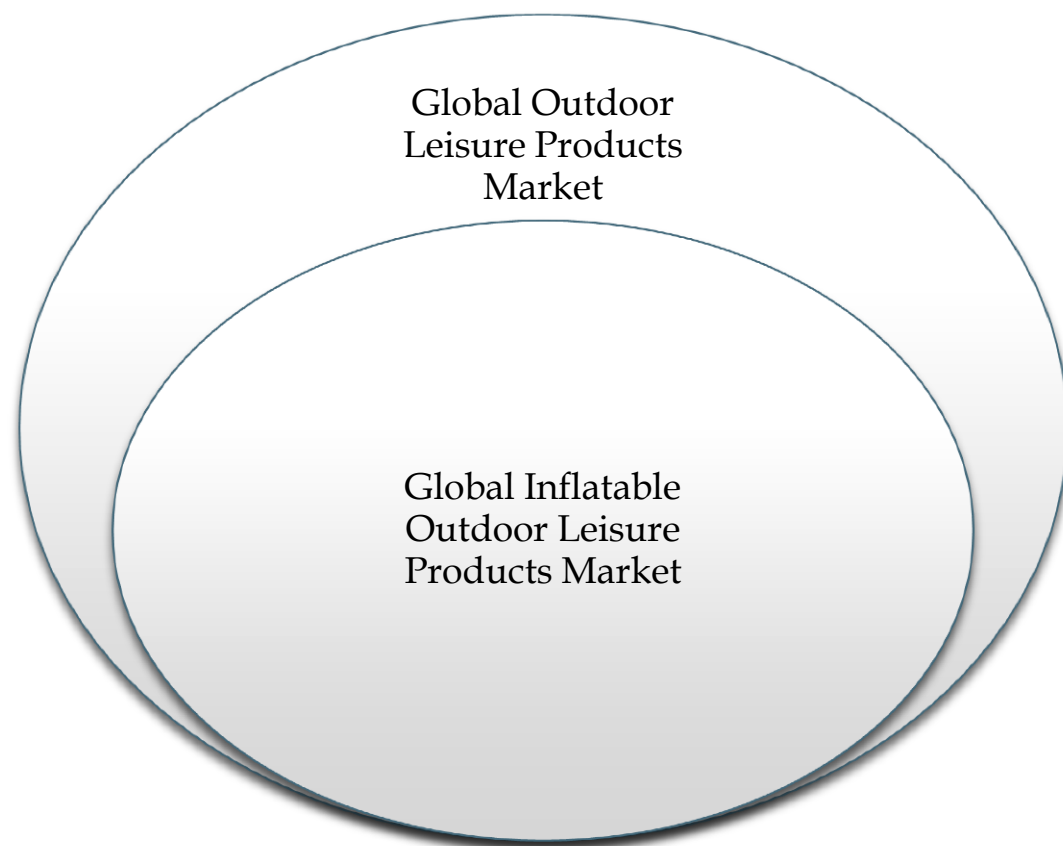 Global Outdoor
Leisure Products
Market
Global Inflatable
Outdoor Leisure
Products Market